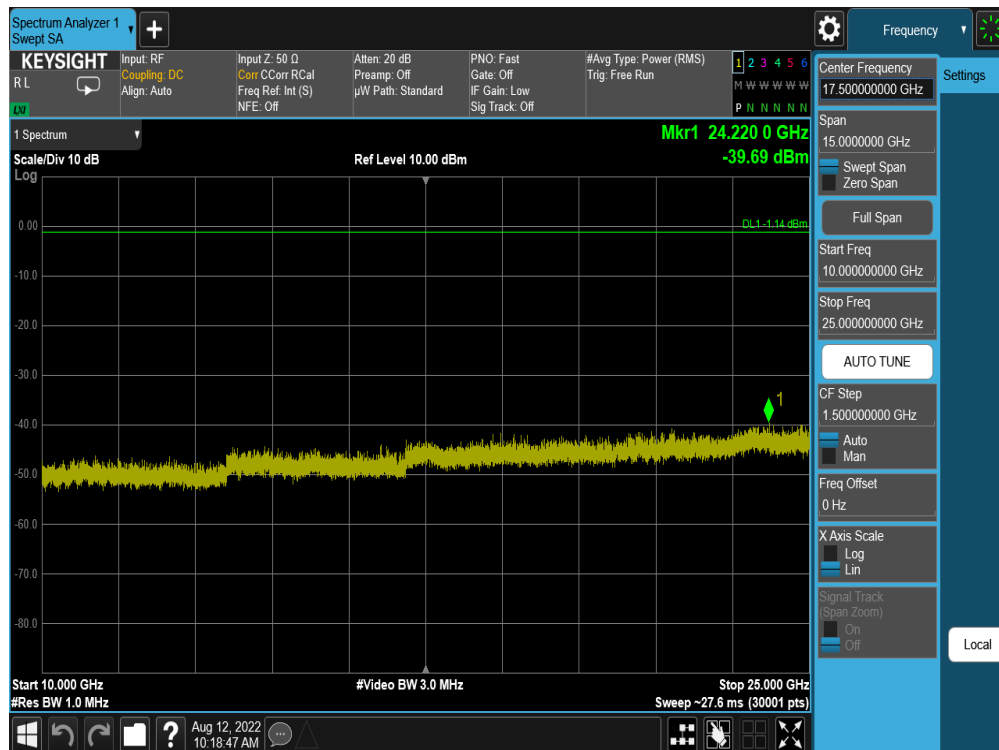 Spectrum Analyzer 1
Swept SA
Frequency
KEYSIGHT
R L
LXI
Input: RF
Coupling: DC
Align: Auto
Input Z: 50 Ω
Corr CCorr RCal
Freq Ref: Int (S)
NFE: Off
Atten: 20 dB
Preamp: Off
µW Path: Standard
PNO: Fast
Gate: Off
IF Gain: Low
Sig Track: Off
#Avg Type: Power (RMS)
Trig: Free Run
1 2 3 4 5 6
M W W W W W
P N N N N N
1 Spectrum
Mkr1 24.220 0 GHz
Scale/Div 10 dB
Ref Level 10.00 dBm
-39.69 dBm
Log
0.00
DL1 -1.14 dBm
-10.0
-20.0
-30.0
1
-40.0
-50.0
-60.0
-70.0
-80.0
Start 10.000 GHz
#Video BW 3.0 MHz
Stop 25.000 GHz
#Res BW 1.0 MHz
Sweep ~27.6 ms (30001 pts)
Center Frequency
17.500000000 GHz
Settings
Span
15.0000000 GHz
Swept Span
Zero Span
Full Span
Start Freq
10.000000000 GHz
Stop Freq
25.000000000 GHz
AUTO TUNE
CF Step
1.500000000 GHz
Auto
Man
Freq Offset
0 Hz
X Axis Scale
Log
Lin
Signal Track
(Span Zoom)
On
Off
Local
?
Aug 12, 2022
10:18:47 AM